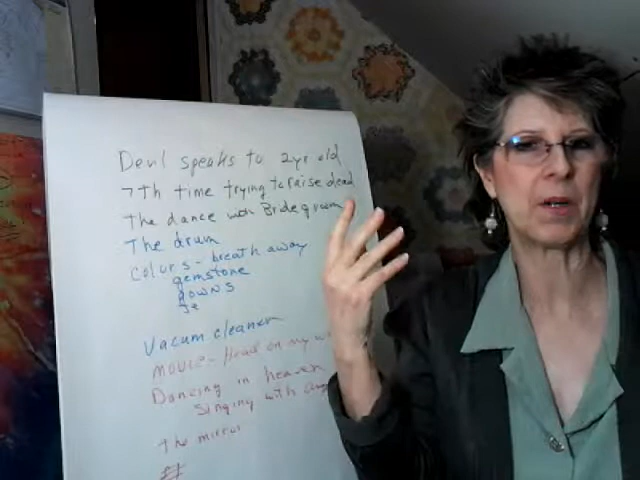 Devil speaks to 2yr old
7th time trying to raise dead
The dance with Bridegroom
The drum
Colors - breath away
gemstone
gowns
Je
Vacum cleaner
MOVIE - Head on my
Dancing in heaven
singing with
The mirror